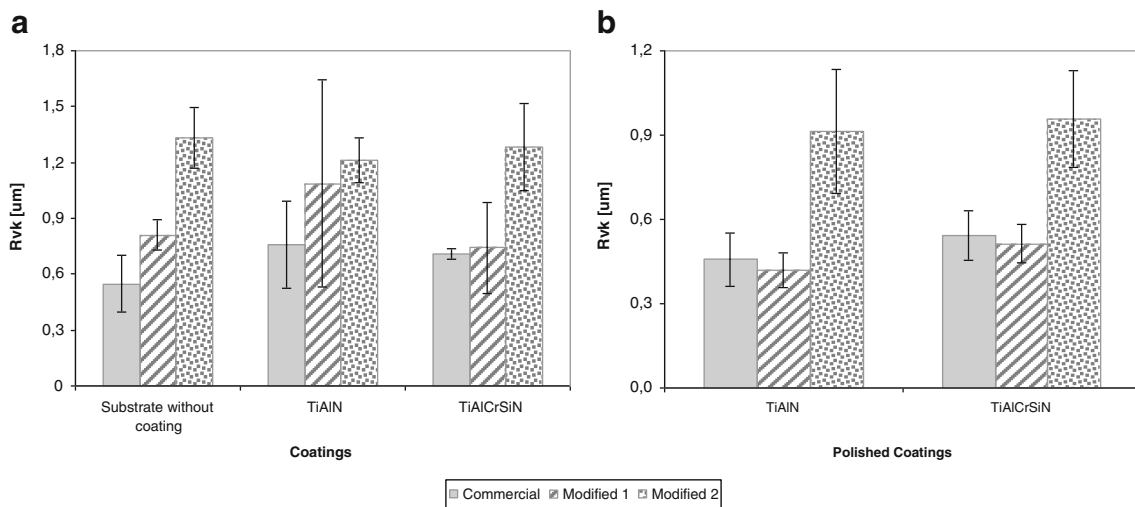 a
Rvk [um]
1,8
1,5
1,2
0,9
0,6
0,3
0
Substrate without
coating
TiAlN
TiAlCrSiN
Coatings
b
Rvk [um]
1,2
0,9
0,6
0,3
0,0
TiAlN
TiAlCrSiN
Polished Coatings
Commercial Modified 1 Modified 2